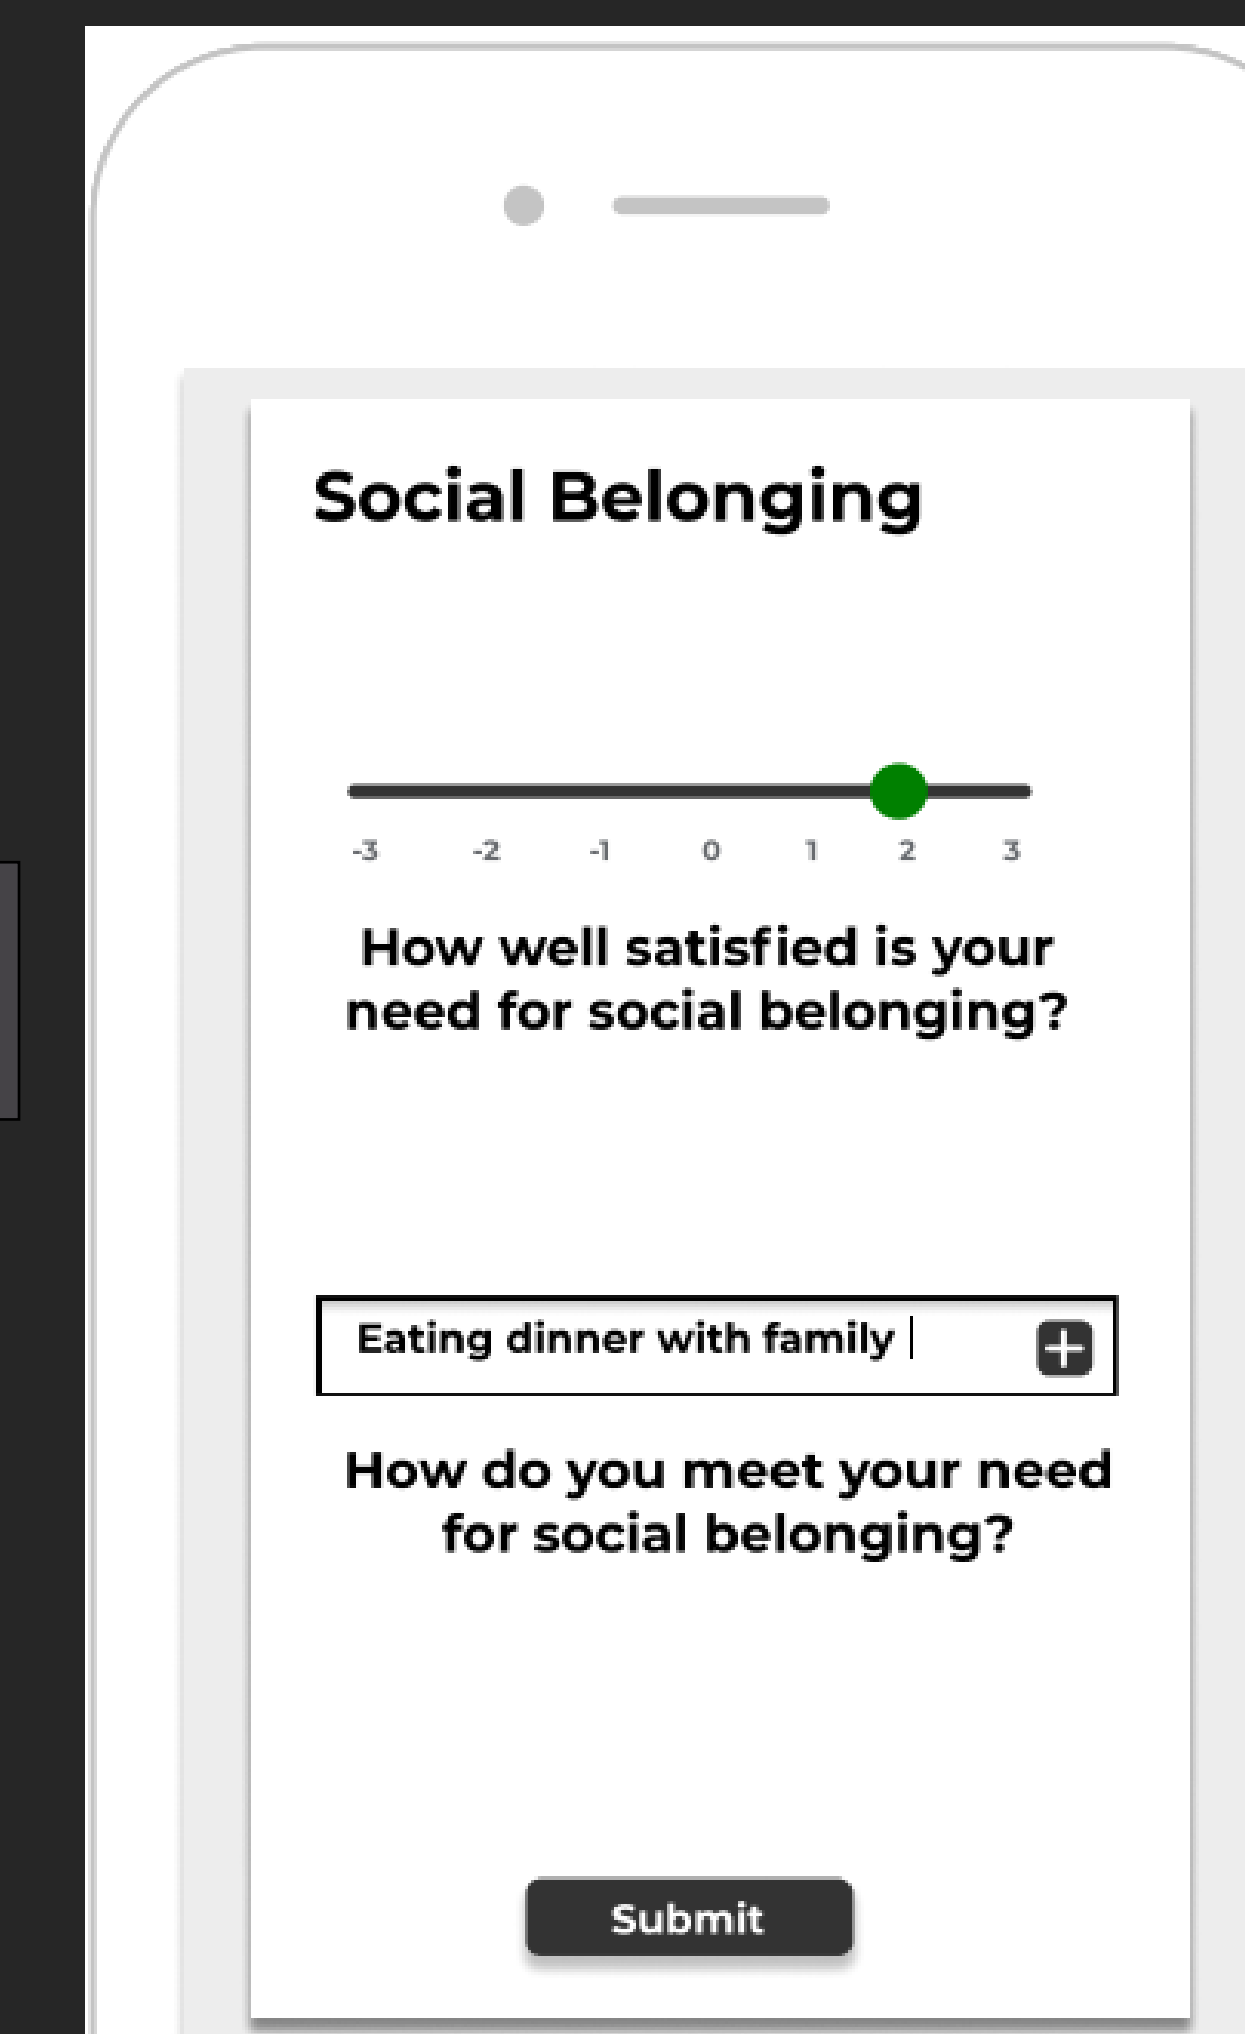 Social Belonging
-3 -2 -1 0 1 2 3
How well satisfied is your
need for social belonging?
Eating dinner with family
How do you meet your need
for social belonging?
Submit